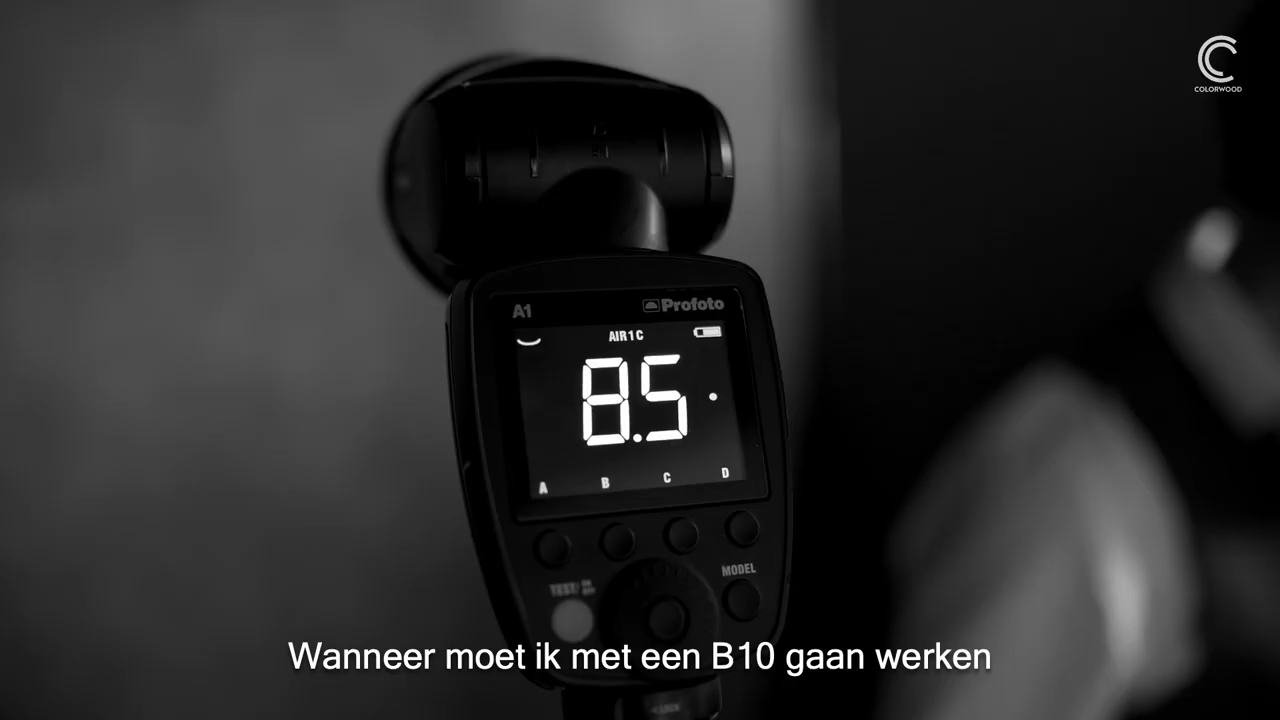 COLORWOOD
A1 Profoto
AIR 1 C
8.5
A B C D
TEST/
MODEL
Wanneer moet ik met een B10 gaan werken